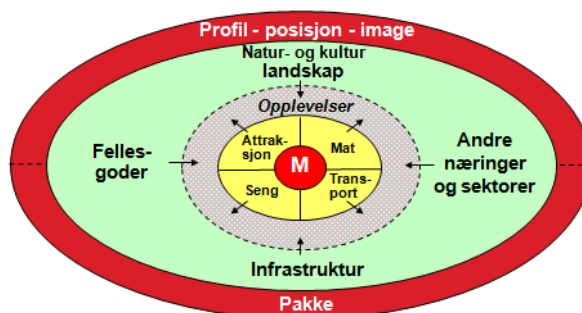 Profil - posisjon - image
Natur- og kultur
landskap
Opplevelser
Attrak-
sjon
Mat
M
Seng
Trans-
port
Felles-
goder
Andre
næringer
og sektorer
Infrastruktur
Pakke